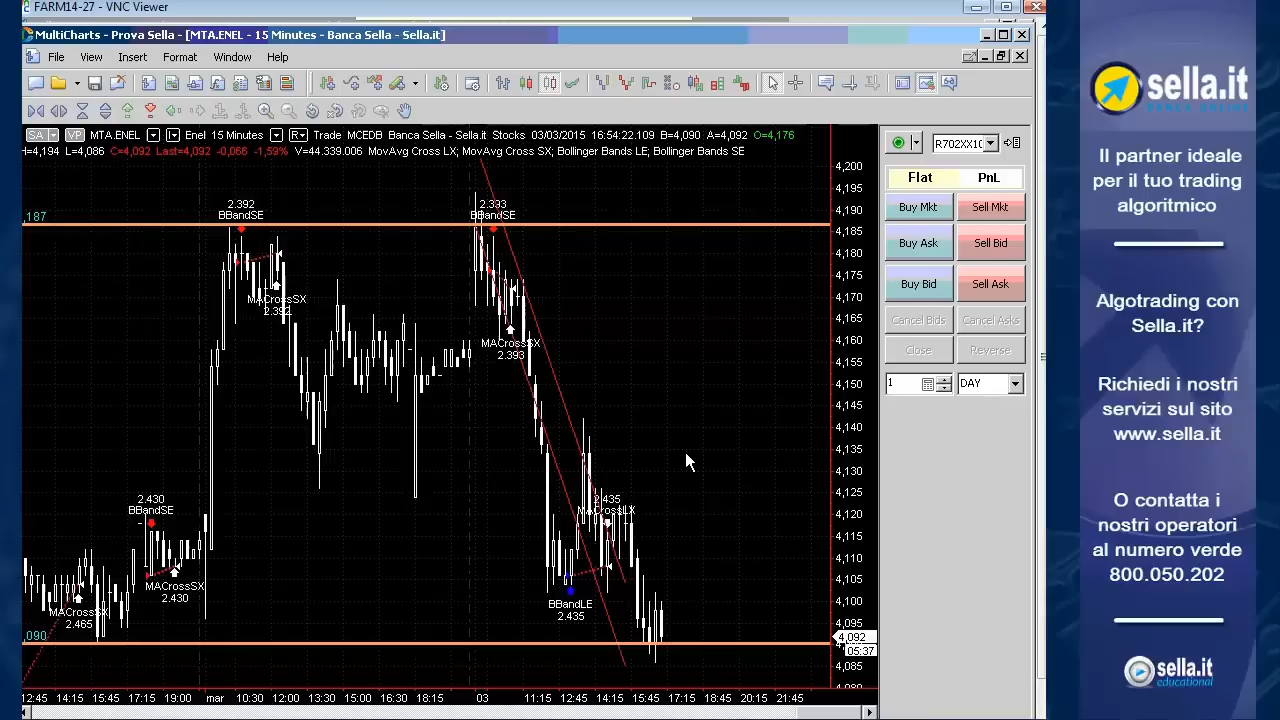 FARM14-27 - VNC Viewer
MultiCharts - Prova Sella - [MTA.ENEL - 15 Minutes - Banca Sella - Sella.it]
File View Insert Format Window Help
SA VP MTA.ENEL I Enel 15 Minutes R Trade MCEDB Banca Sella - Sella.it Stocks 03/03/2015 16:54:22.109 B=4,090 A=4,092 O=4,176
H=4,194 L=4,086 C=4,092 Last=4,092 -0,066 -1,59% V=44.339.006 MovAvg Cross LX; MovAvg Cross SX; Bollinger Bands LE; Bollinger Bands SE
,187
2.392
BBandSE
MACrossSX
2.392
2.333
BBandSE
MACrossSX
2.393
2.430
BBandSE
MACrossSX
2.430
MACrossSX
2.465
2.435
MACrossLX
BBandLE
2.435
,090
4,200
4,195
4,190
4,185
4,180
4,175
4,170
4,165
4,160
4,155
4,150
4,145
4,140
4,135
4,130
4,125
4,120
4,115
4,110
4,105
4,100
4,095
4,092
05:37
4,085
4,080
12:45 14:15 15:45 17:15 19:00 mar 10:30 12:00 13:30 15:00 16:30 18:15 03 11:15 12:45 14:15 15:45 17:15 18:45 20:15 21:45
R702XX10
Flat PnL
Buy Mkt Sell Mkt
Buy Ask Sell Bid
Buy Bid Sell Ask
Cancel Bids Cancel Asks
Close Reverse
1 DAY
sella.it
BANCA ONLINE
Il partner ideale
per il tuo trading
algoritmico
Algotrading con
Sella.it?
Richiedi i nostri
servizi sul sito
www.sella.it
O contatta i
nostri operatori
al numero verde
800.050.202
sella.it
educational